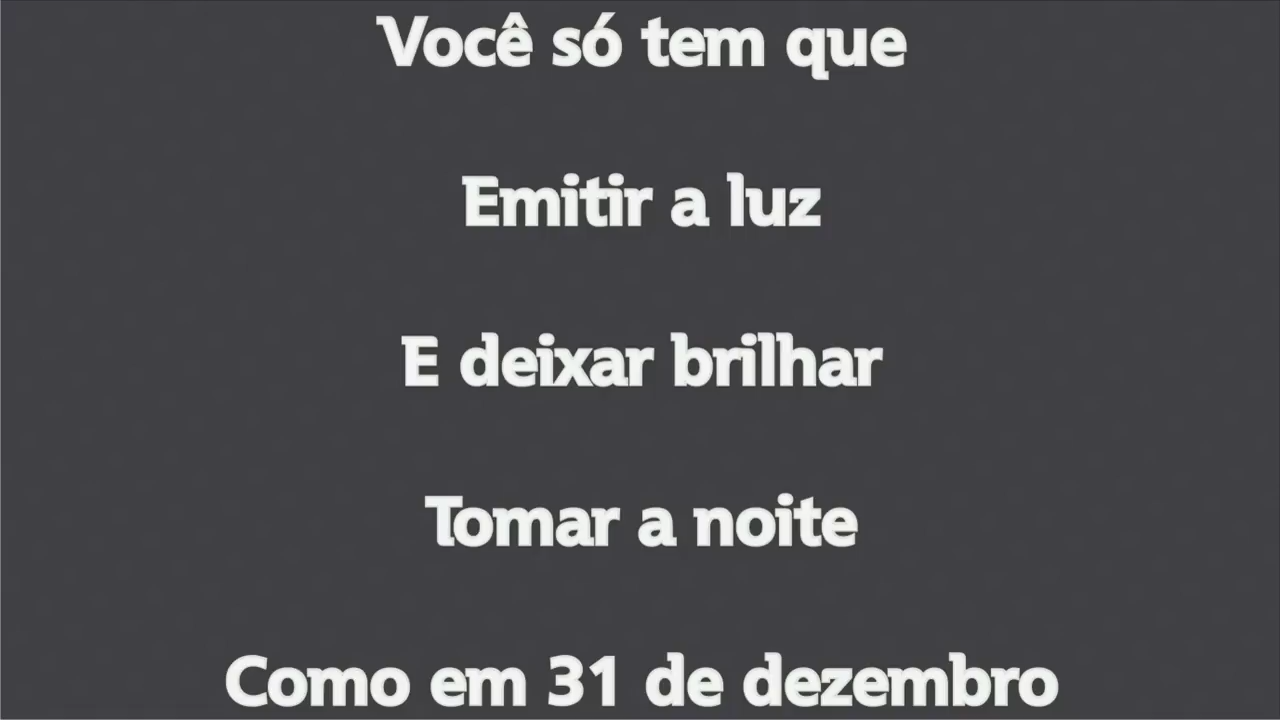 Você só tem que
Emitir a luz
E deixar brilhar
Tomar a noite
Como em 31 de dezembro